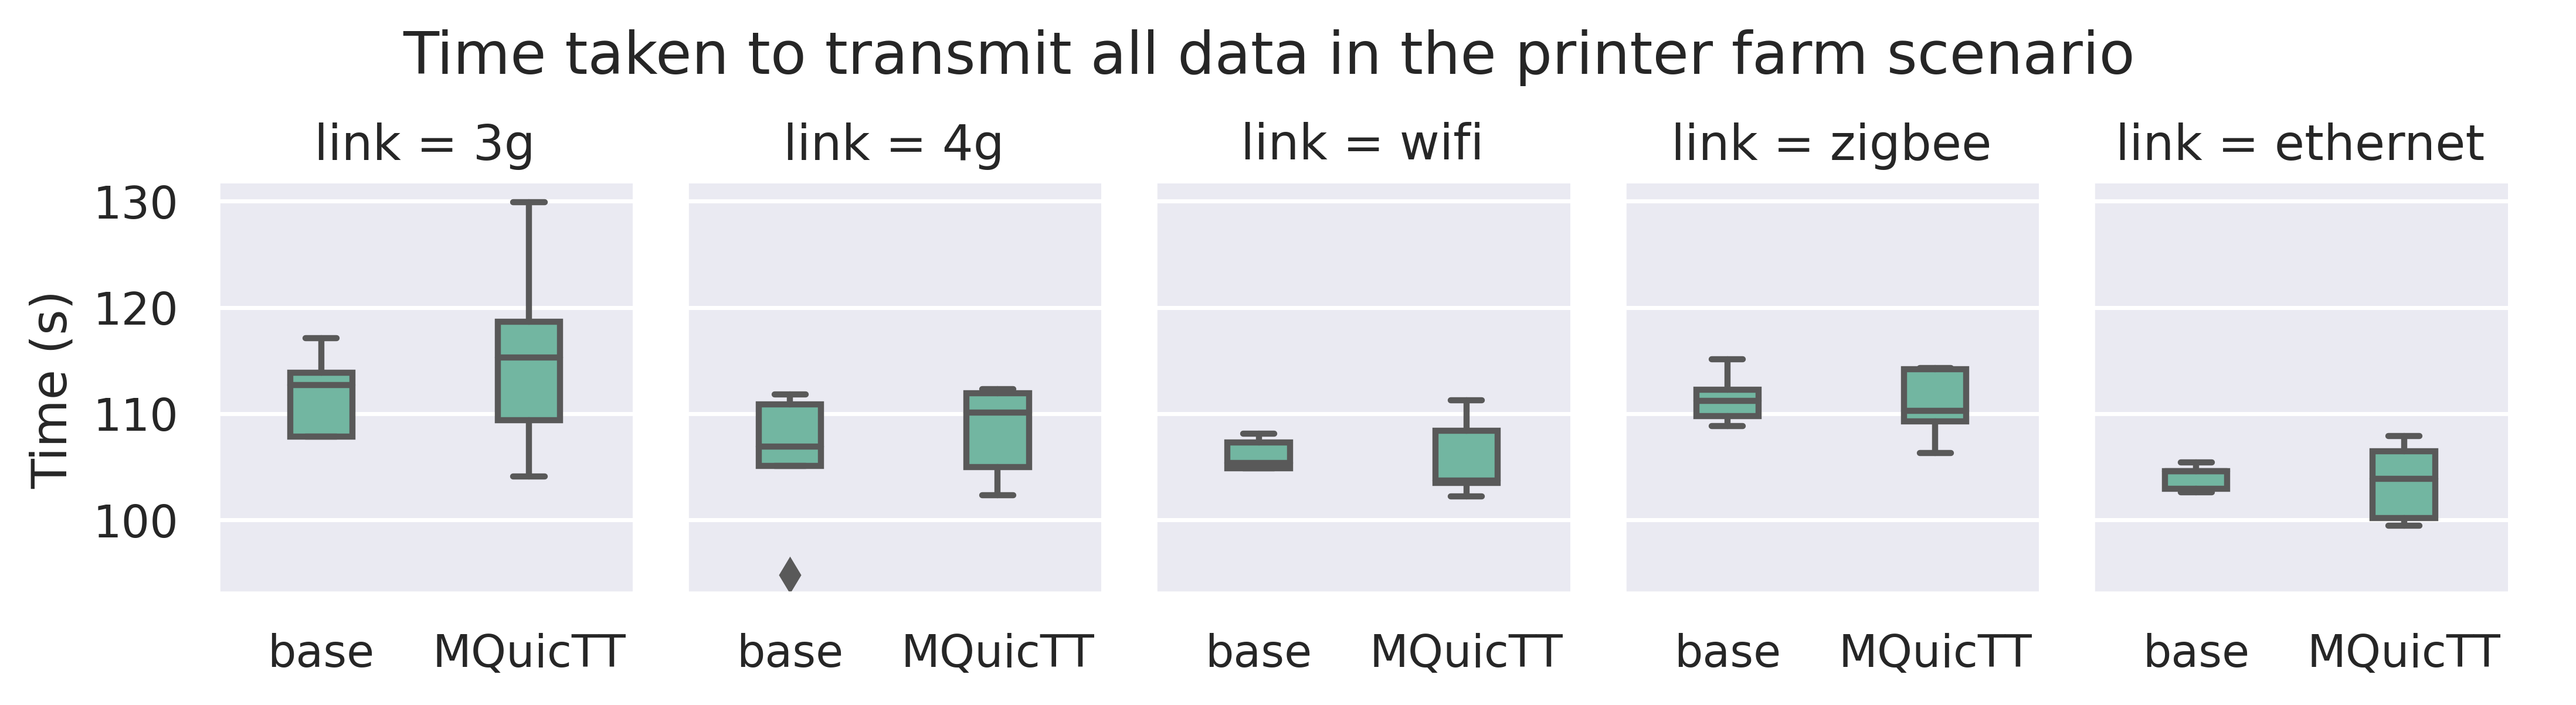 Time taken to transmit all data in the printer farm scenario
link = 3g
link = 4g
link = wifi
link = zigbee
link = ethernet
Time (s)
130
120
110
100
base MQuicTT
base MQuicTT
base MQuicTT
base MQuicTT
base MQuicTT